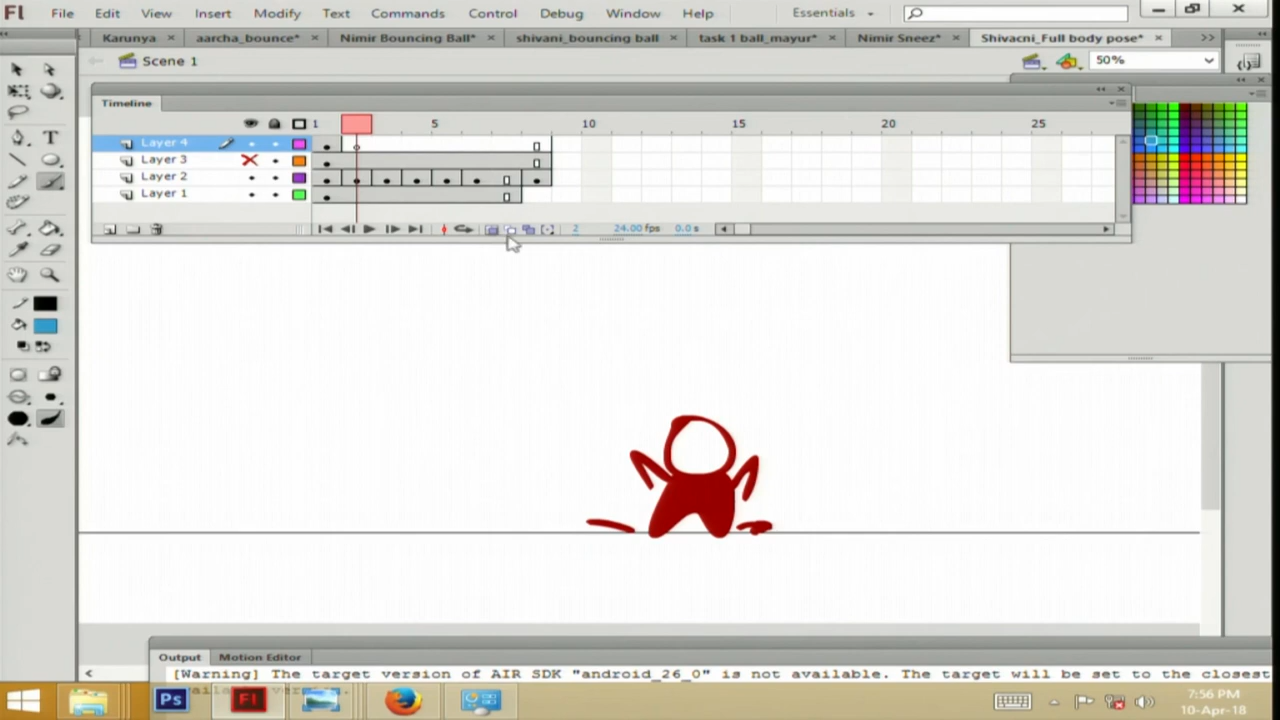 Fl File Edit View Insert Modify Text Commands Control Debug Window Help Essentials
Karunya × aarcha_bounce* × Nimir Bouncing Ball* × shivani_bouncing ball × task 1 ball_mayur* × Nimir Sneez* × Shivacni_Full body pose* ×
Scene 1 50%
Timeline
1 5 10 15 20 25
Layer 4
Layer 3
Layer 2
Layer 1
2 24.00 fps 0.0 s
Output Motion Editor
[Warning] The target version of AIR SDK "android_26_0" is not available. The target will be set to the closest
Ps Fl
7:56 PM
10-Apr-18